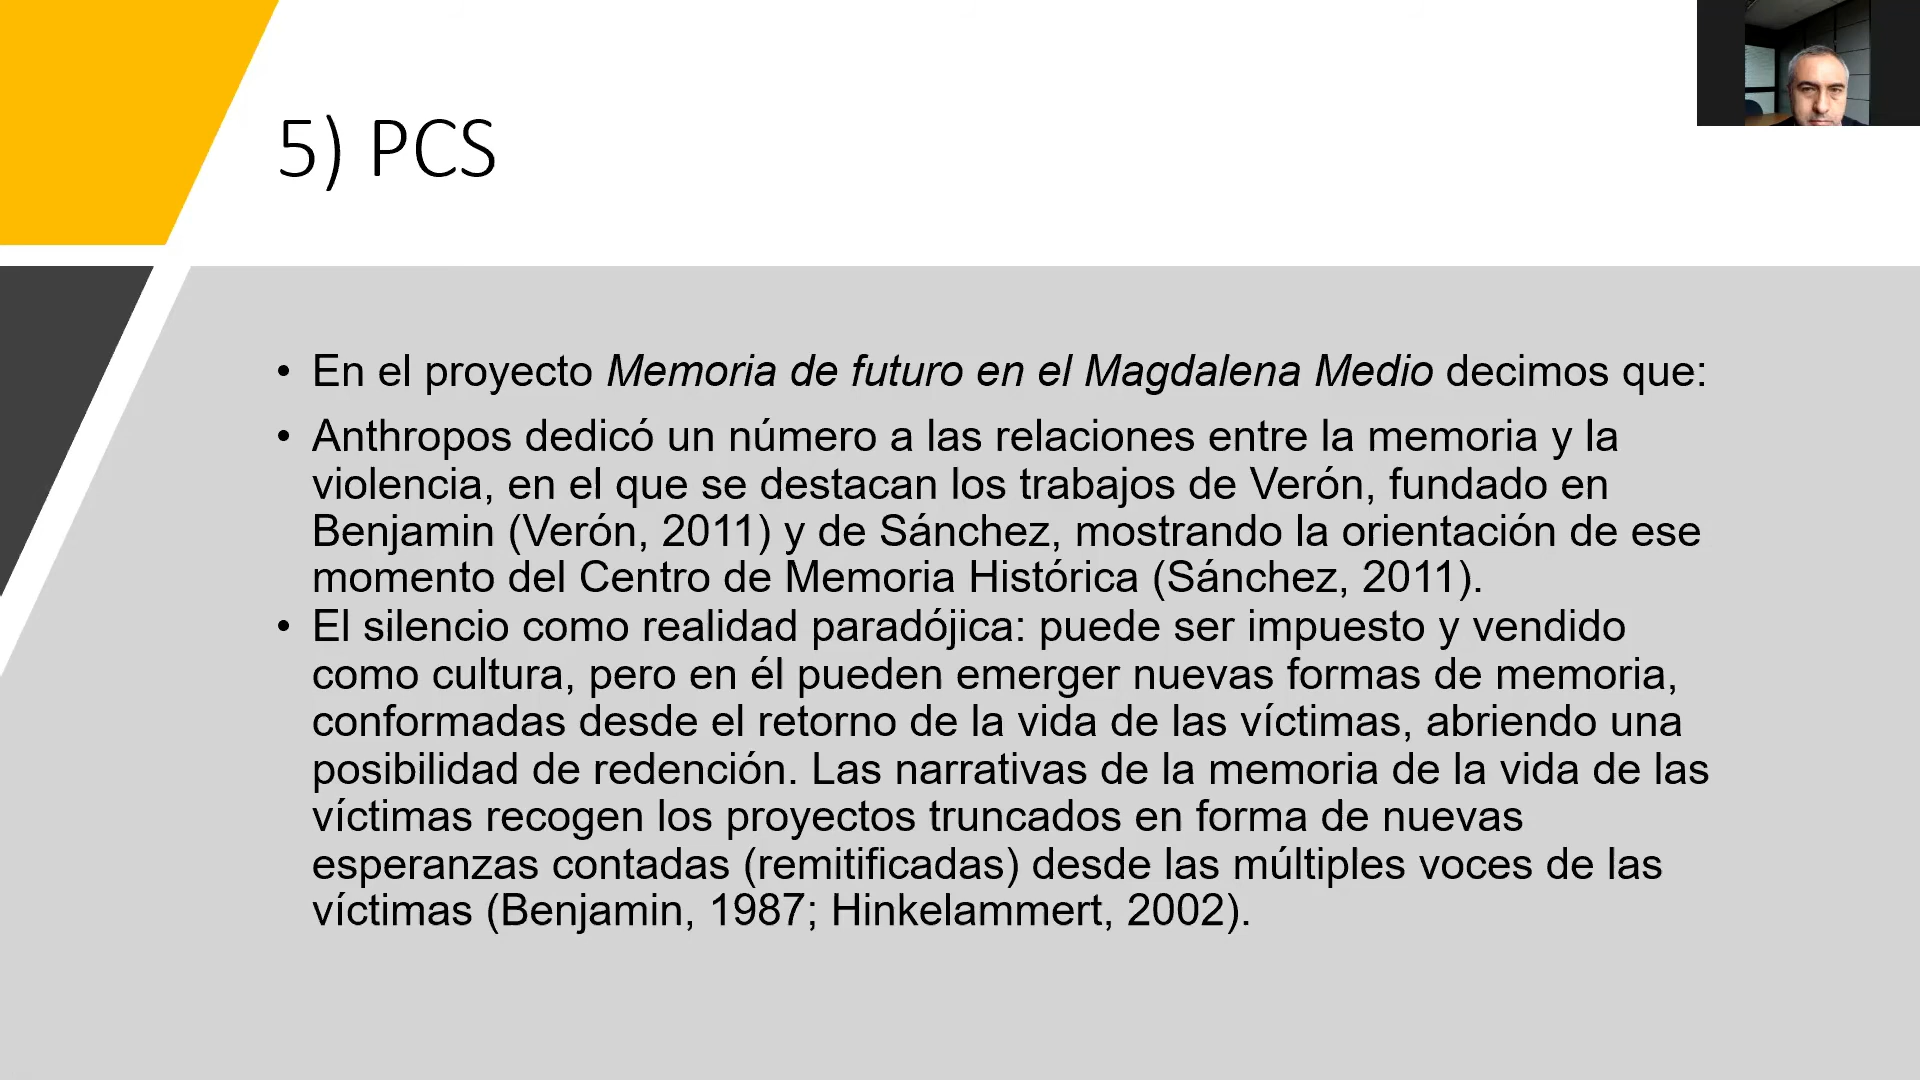 5) PCS
• En el proyecto Memoria de futuro en el Magdalena Medio decimos que:
• Anthropos dedicó un número a las relaciones entre la memoria y la
violencia, en el que se destacan los trabajos de Verón, fundado en
Benjamin (Verón, 2011) y de Sánchez, mostrando la orientación de ese
momento del Centro de Memoria Histórica (Sánchez, 2011).
• El silencio como realidad paradójica: puede ser impuesto y vendido
como cultura, pero en él pueden emerger nuevas formas de memoria,
conformadas desde el retorno de la vida de las víctimas, abriendo una
posibilidad de redención. Las narrativas de la memoria de la vida de las
víctimas recogen los proyectos truncados en forma de nuevas
esperanzas contadas (remitificadas) desde las múltiples voces de las
víctimas (Benjamin, 1987; Hinkelammert, 2002).